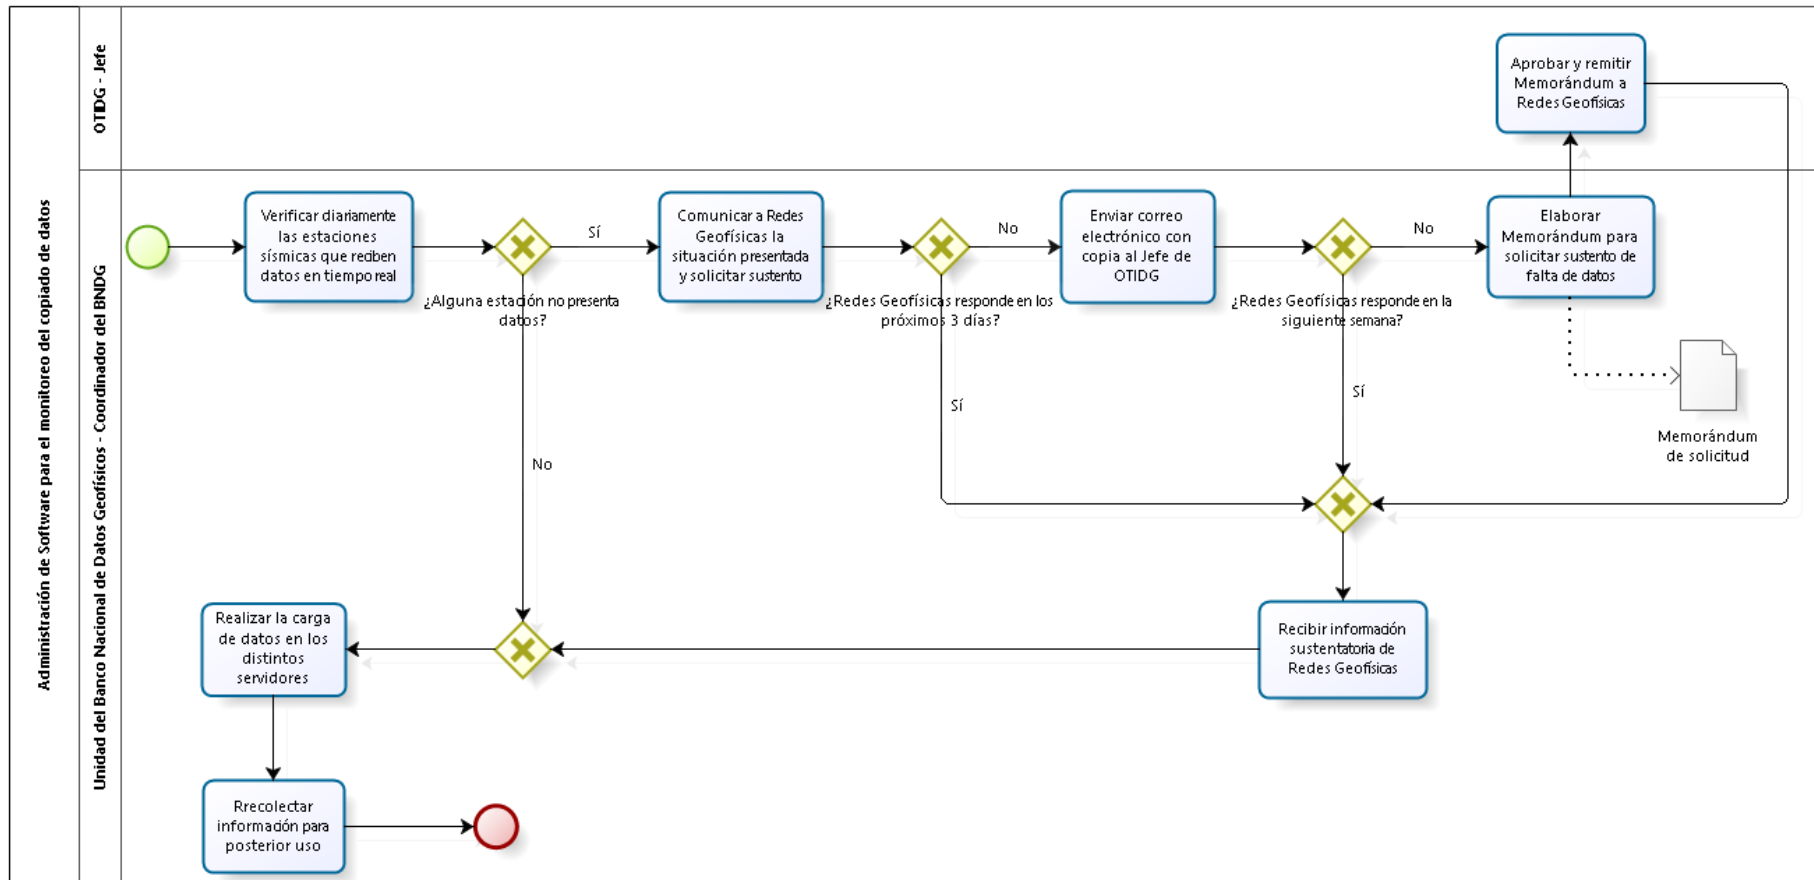 Administración de Software para el monitoreo del copiado de datos
OTIDG - Jefe
Aprobar y remitir
Memorándum a
Redes Geofísicas
Unidad del Banco Nacional de Datos Geofísicos - Coordinador del BNDG
Verificar diariamente
las estaciones
sísmicas que reciben
datos en tiempo real
¿Alguna estación no presenta
datos?
Sí
No
Comunicar a Redes
Geofísicas la
situación presentada
y solicitar sustento
¿Redes Geofísicas responde en los
próximos 3 días?
No
Sí
Enviar correo
electrónico con
copia al Jefe de
OTIDG
¿Redes Geofísicas responde en la
siguiente semana?
No
Sí
Elaborar
Memorándum para
solicitar sustento de
falta de datos
Memorándum
de solicitud
Recibir información
sustentatoria de
Redes Geofísicas
Realizar la carga
de datos en los
distintos
servidores
Rrecolectar
información para
posterior uso